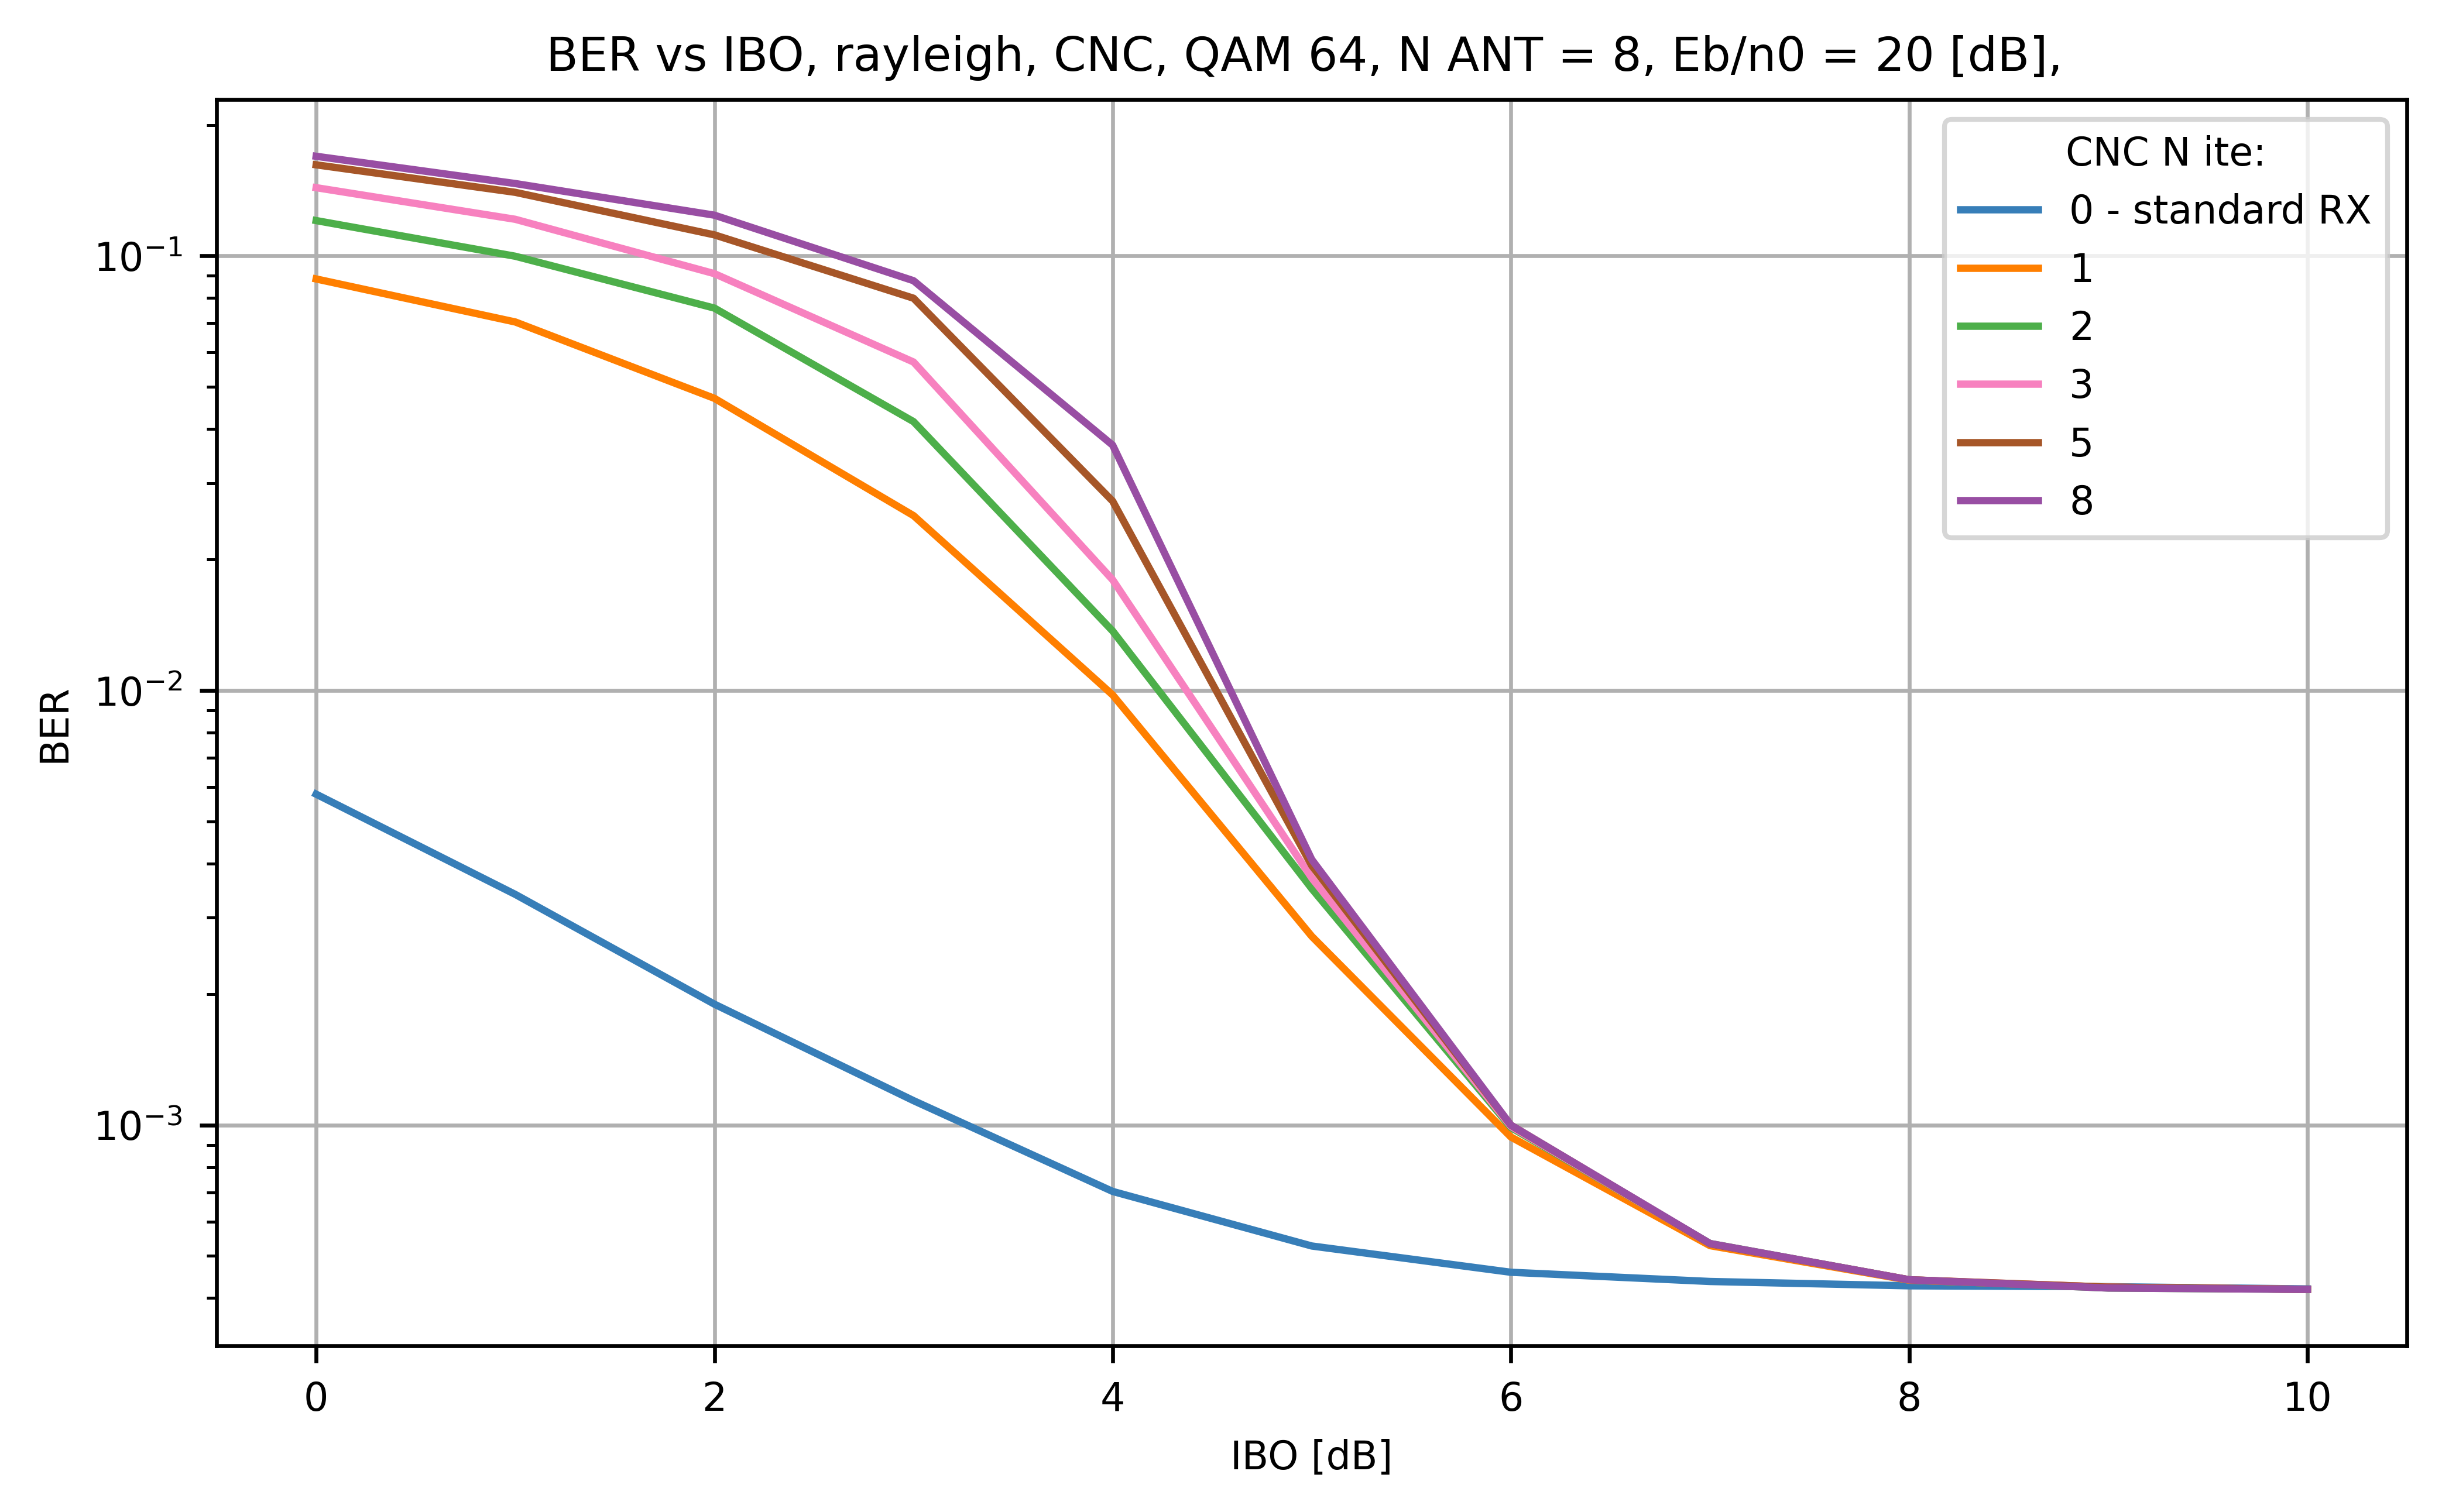 BER vs IBO, rayleigh, CNC, QAM 64, N ANT = 8, Eb/n0 = 20 [dB],
CNC N ite:
0 - standard RX
1
2
3
5
8
BER
10⁻¹
10⁻²
10⁻³
0 2 4 6 8 10
IBO [dB]